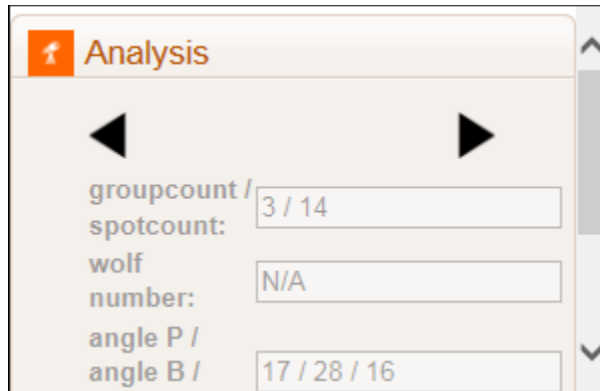 Analysis
groupcount /
spotcount:
3 / 14
wolf
number:
N/A
angle P /
angle B /
17 / 28 / 16